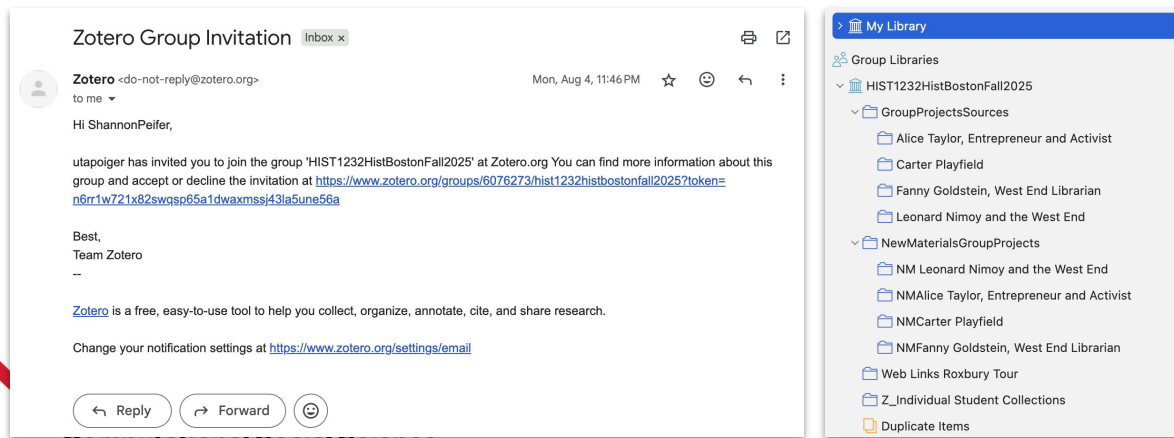 Zotero Group Invitation Inbox x
Zotero <do-not-reply@zotero.org> Mon, Aug 4, 11:46 PM
to me
Hi ShannonPeifer,
utapoiger has invited you to join the group 'HIST1232HistBostonFall2025' at Zotero.org You can find more information about this
group and accept or decline the invitation at https://www.zotero.org/groups/6076273/hist1232histbostonfall2025?token=
n6rr1w721x82swqsp65a1dwaxmssj43la5une56a
Best,
Team Zotero
--
Zotero is a free, easy-to-use tool to help you collect, organize, annotate, cite, and share research.
Change your notification settings at https://www.zotero.org/settings/email
Reply Forward
My Library
Group Libraries
HIST1232HistBostonFall2025
GroupProjectsSources
Alice Taylor, Entrepreneur and Activist
Carter Playfield
Fanny Goldstein, West End Librarian
Leonard Nimoy and the West End
NewMaterialsGroupProjects
NM Leonard Nimoy and the West End
NMAlice Taylor, Entrepreneur and Activist
NMCarter Playfield
NMFanny Goldstein, West End Librarian
Web Links Roxbury Tour
Z_Individual Student Collections
Duplicate Items